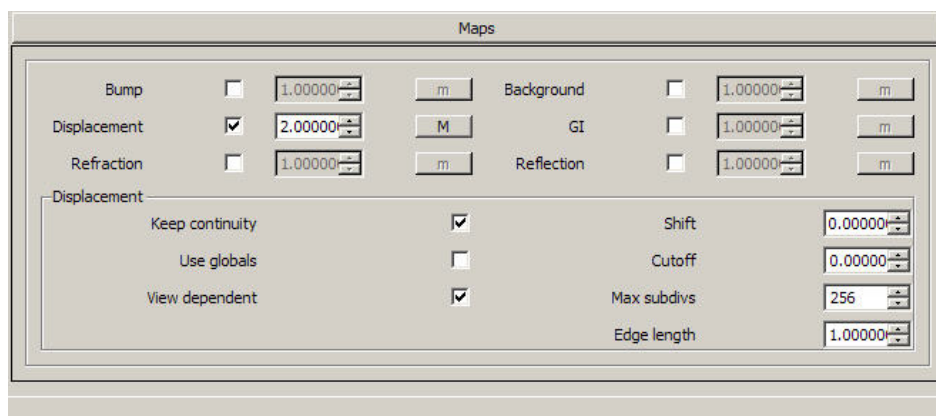 Maps
Bump 1.00000 m Background 1.00000 m
Displacement 2.00000 M GI 1.00000 m
Refraction 1.00000 m Reflection 1.00000 m
Displacement
Keep continuity Shift 0.00000
Use globals Cutoff 0.00000
View dependent Max subdivs 256
Edge length 1.00000